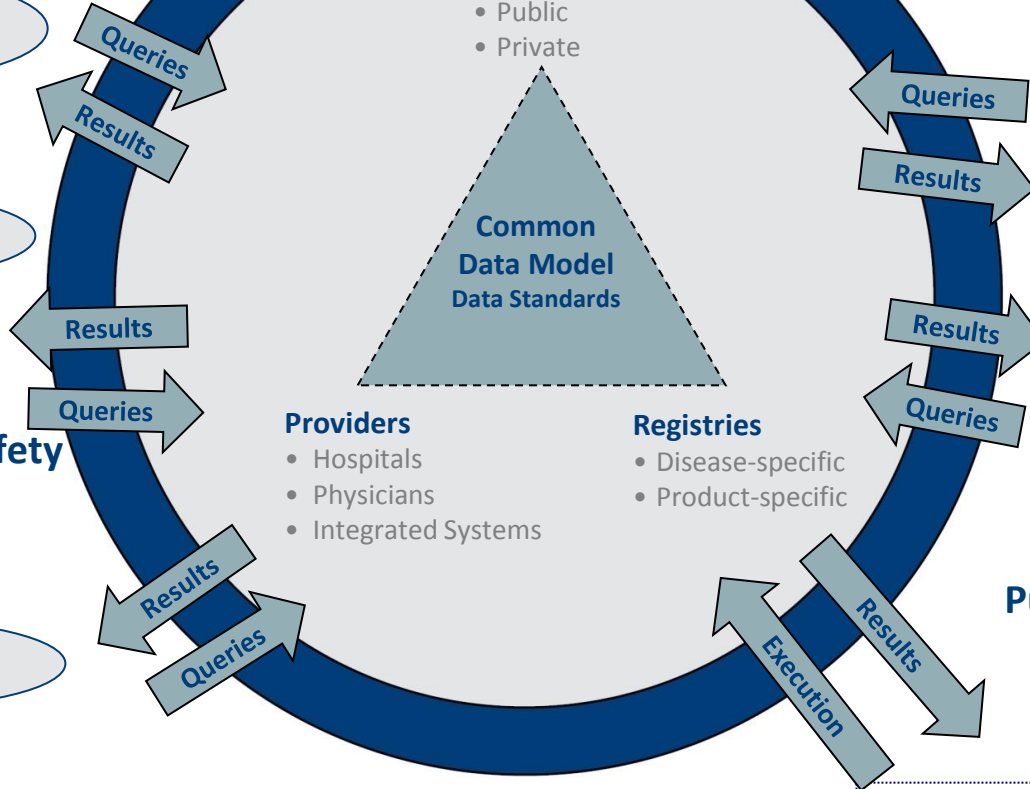 • Public
• Private
Queries
Results
Queries
Results
Common
Data Model
Data Standards
Results
Queries
Results
Queries
Providers
• Hospitals
• Physicians
• Integrated Systems
Registries
• Disease-specific
• Product-specific
Results
Queries
Results
Execution